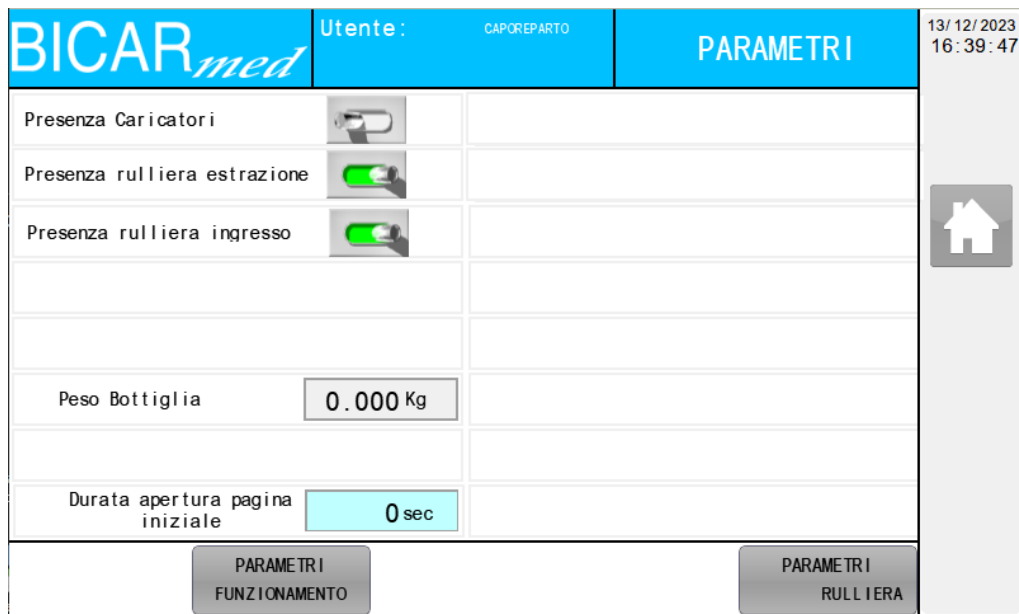 BICARmed
Utente: CAPOREPARTO
PARAMETRI
13/12/2023
16:39:47
Presenza Caricatori
Presenza rulliera estrazione
Presenza rulliera ingresso
Peso Bottiglia 0.000 Kg
Durata apertura pagina
iniziale
0 sec
PARAMETRI
FUNZIONAMENTO
PARAMETRI
RULLIERA